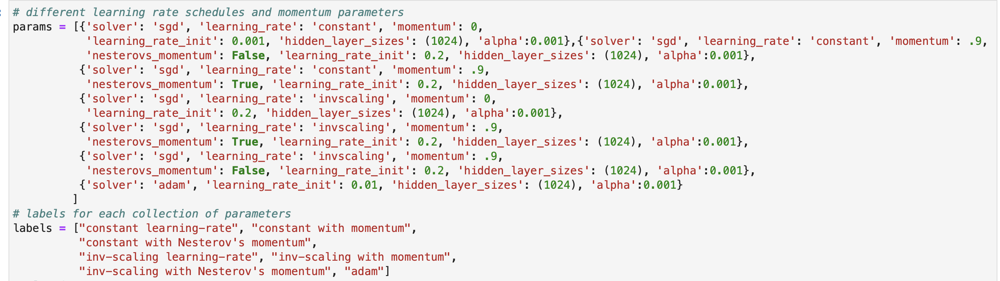 # different learning rate schedules and momentum parameters
params = [{'solver': 'sgd', 'learning_rate': 'constant', 'momentum': 0,
           'learning_rate_init': 0.001, 'hidden_layer_sizes': (1024), 'alpha':0.001},{'solver': 'sgd', 'learning_rate': 'constant', 'momentum': .9,
           'nesterovs_momentum': False, 'learning_rate_init': 0.2, 'hidden_layer_sizes': (1024), 'alpha':0.001},
          {'solver': 'sgd', 'learning_rate': 'constant', 'momentum': .9,
           'nesterovs_momentum': True, 'learning_rate_init': 0.2, 'hidden_layer_sizes': (1024), 'alpha':0.001},
          {'solver': 'sgd', 'learning_rate': 'invscaling', 'momentum': 0,
           'learning_rate_init': 0.2, 'hidden_layer_sizes': (1024), 'alpha':0.001},
          {'solver': 'sgd', 'learning_rate': 'invscaling', 'momentum': .9,
           'nesterovs_momentum': True, 'learning_rate_init': 0.2, 'hidden_layer_sizes': (1024), 'alpha':0.001},
          {'solver': 'sgd', 'learning_rate': 'invscaling', 'momentum': .9,
           'nesterovs_momentum': False, 'learning_rate_init': 0.2, 'hidden_layer_sizes': (1024), 'alpha':0.001},
          {'solver': 'adam', 'learning_rate_init': 0.01, 'hidden_layer_sizes': (1024), 'alpha':0.001}
         ]
# labels for each collection of parameters
labels = ["constant learning-rate", "constant with momentum",
          "constant with Nesterov's momentum",
          "inv-scaling learning-rate", "inv-scaling with momentum",
          "inv-scaling with Nesterov's momentum", "adam"]